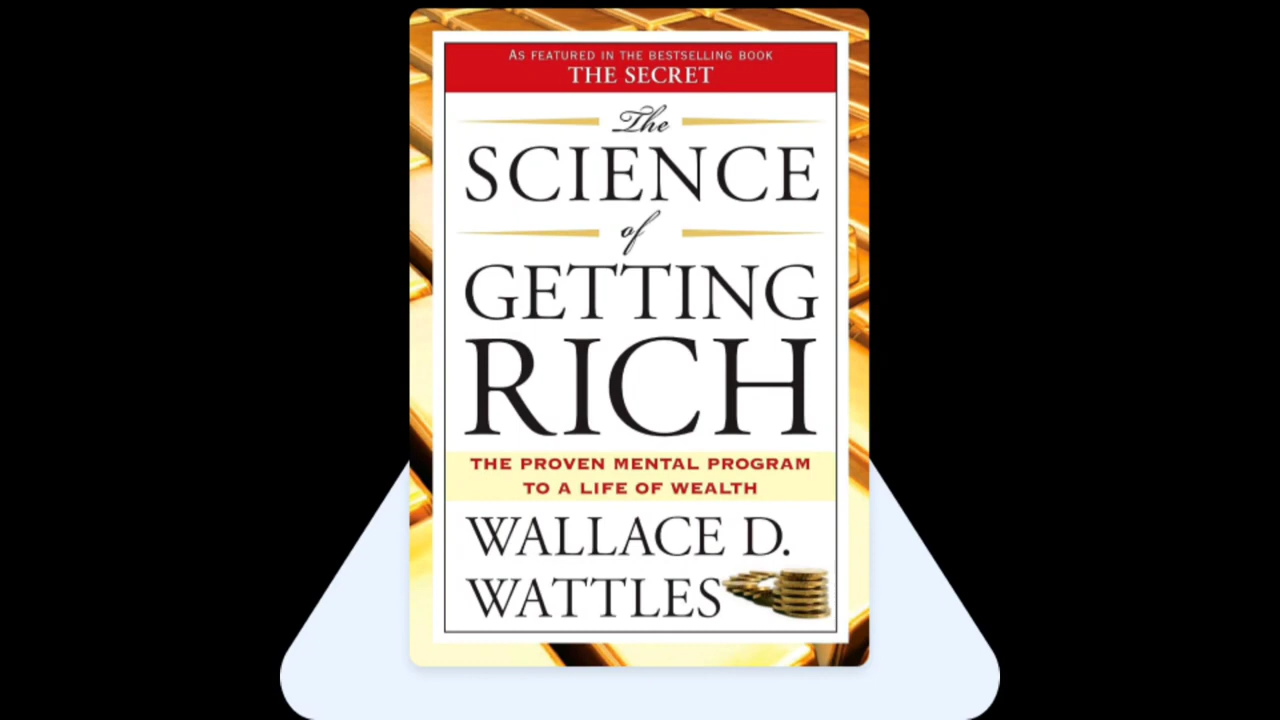 AS FEATURED IN THE BESTSELLING BOOK
THE SECRET
The
SCIENCE
of
GETTING
RICH
THE PROVEN MENTAL PROGRAM
TO A LIFE OF WEALTH
WALLACE D.
WATTLES